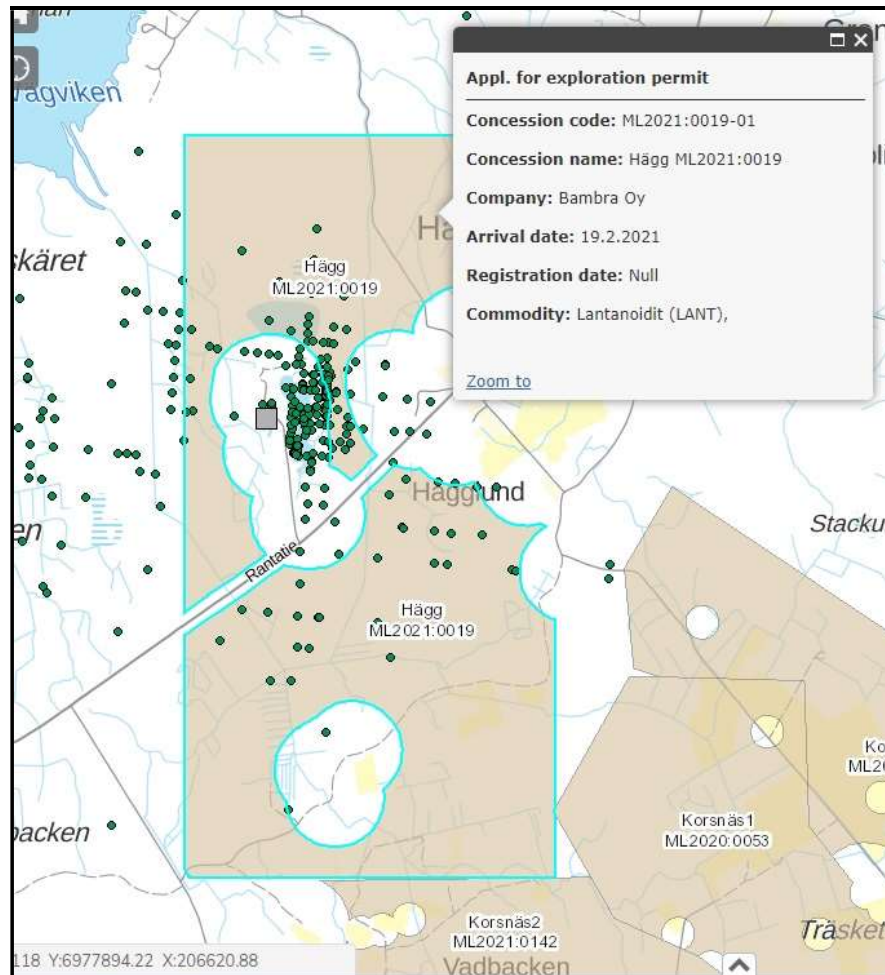 Vägviken
skäret
Hägg
ML2021:0019
Appl. for exploration permit
Concession code: ML2021:0019-01
Concession name: Hägg ML2021:0019
Company: Bambra Oy
Arrival date: 19.2.2021
Registration date: Null
Commodity: Lantanoidit (LANT),
Zoom to
Hägglund
Rantatie
Hägg
ML2021:0019
Korsnäs1
ML2020:0053
backen
Korsnäs2
ML2021:0142
Träsket
Vadbacken
118 Y:6977894.22 X:206620.88